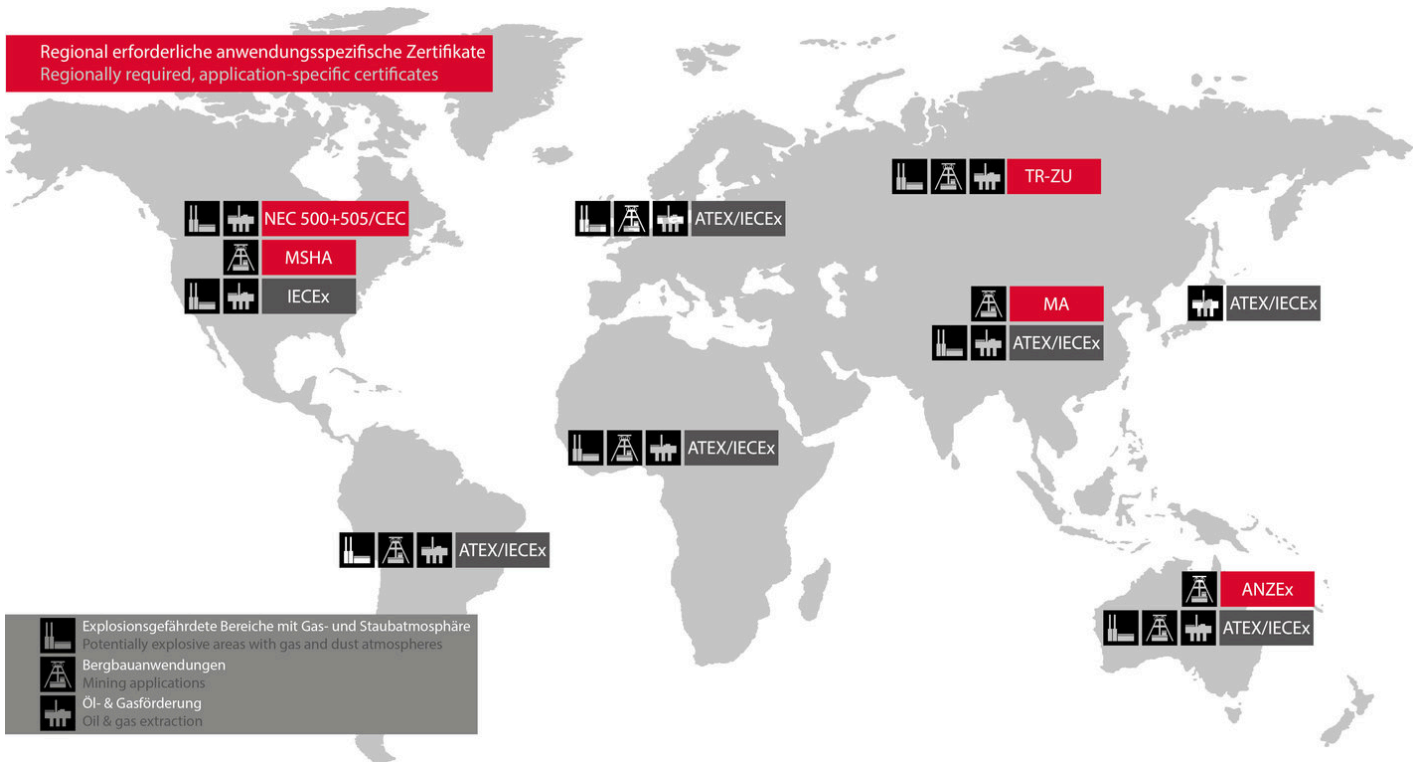 Regional erforderliche anwendungsspezifische Zertifikate
Regionally required, application-specific certificates
TR-ZU
NEC 500+505/CEC
MSHA
IECEx
ATEX/IECEx
MA
ATEX/IECEx
ATEX/IECEx
ATEX/IECEx
ATEX/IECEx
ANZEx
ATEX/IECEx
Explosionsgefährdete Bereiche mit Gas- und Staubatmosphäre
Potentially explosive areas with gas and dust atmospheres
Bergbauanwendungen
Mining applications
Öl- & Gasförderung
Oil & gas extraction